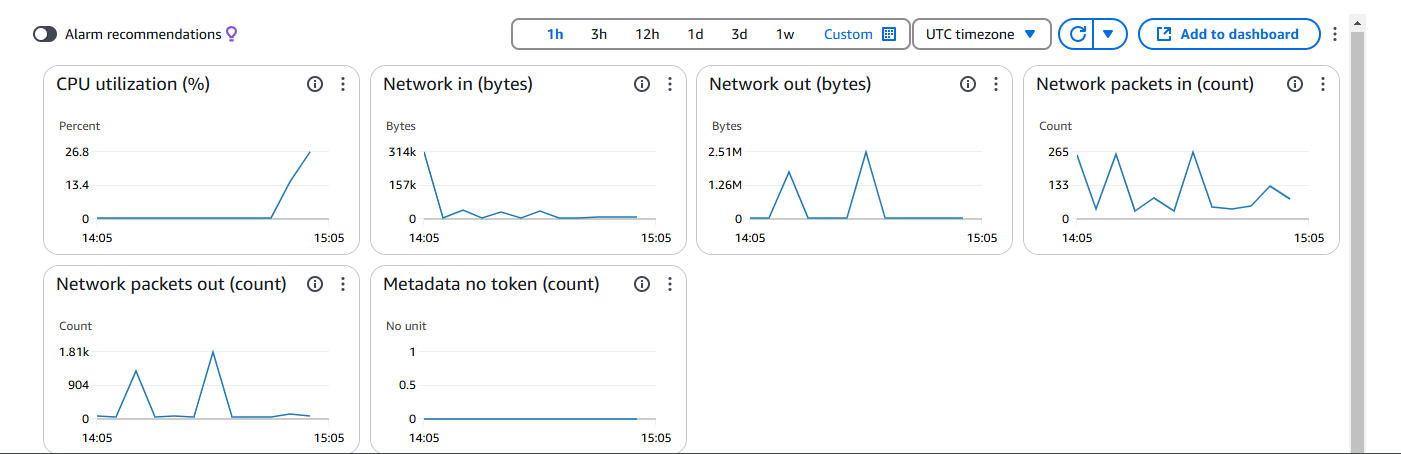 Alarm recommendations
1h 3h 12h 1d 3d 1w Custom
UTC timezone
Add to dashboard
CPU utilization (%)
Percent
26.8
13.4
0
14:05 15:05
Network in (bytes)
Bytes
314k
157k
0
14:05 15:05
Network out (bytes)
Bytes
2.51M
1.26M
0
14:05 15:05
Network packets in (count)
Count
265
133
0
14:05 15:05
Network packets out (count)
Count
1.81k
904
0
14:05 15:05
Metadata no token (count)
No unit
1
0.5
0
14:05 15:05